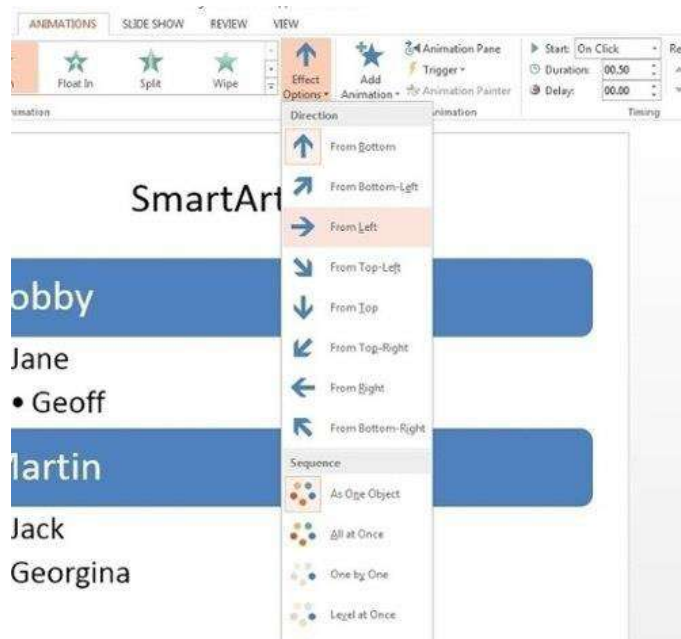 ANIMATIONS SLIDE SHOW REVIEW VIEW
Float In Split Wipe
Effect Options
Add Animation
Animation Pane
Trigger
Animation Painter
Start: On Click
Duration: 00.50
Delay: 00.00
Re
nimation
nimation
Timing
Direction
From Bottom
From Bottom-Left
From Left
From Top-Left
From Top
From Top-Right
From Right
From Bottom-Right
Sequence
As One Object
All at Once
One by One
Level at Once
SmartArt
obby
Jane
• Geoff
Martin
Jack
Georgina